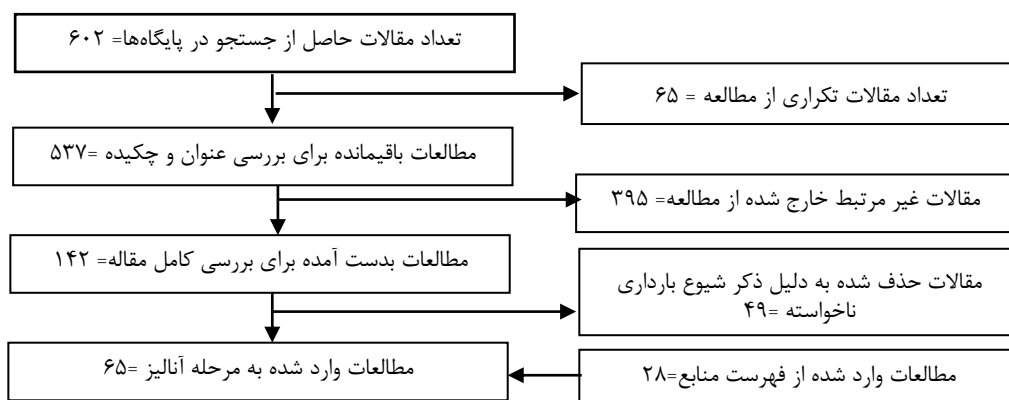 تعداد مقالات حاصل از جستجو در پایگاه‌ها= ۶۰۲
تعداد مقالات تکراری از مطالعه = ۶۵
مطالعات باقیمانده برای بررسی عنوان و چکیده =۵۳۷
مقالات غیر مرتبط خارج شده از مطالعه= ۳۹۵
مطالعات بدست آمده برای بررسی کامل مقاله= ۱۴۲
مقالات حذف شده به دلیل ذکر شیوع بارداری
ناخواسته =۴۹
مطالعات وارد شده به مرحله آنالیز =۶۵
مطالعات وارد شده از فهرست منابع=۲۸